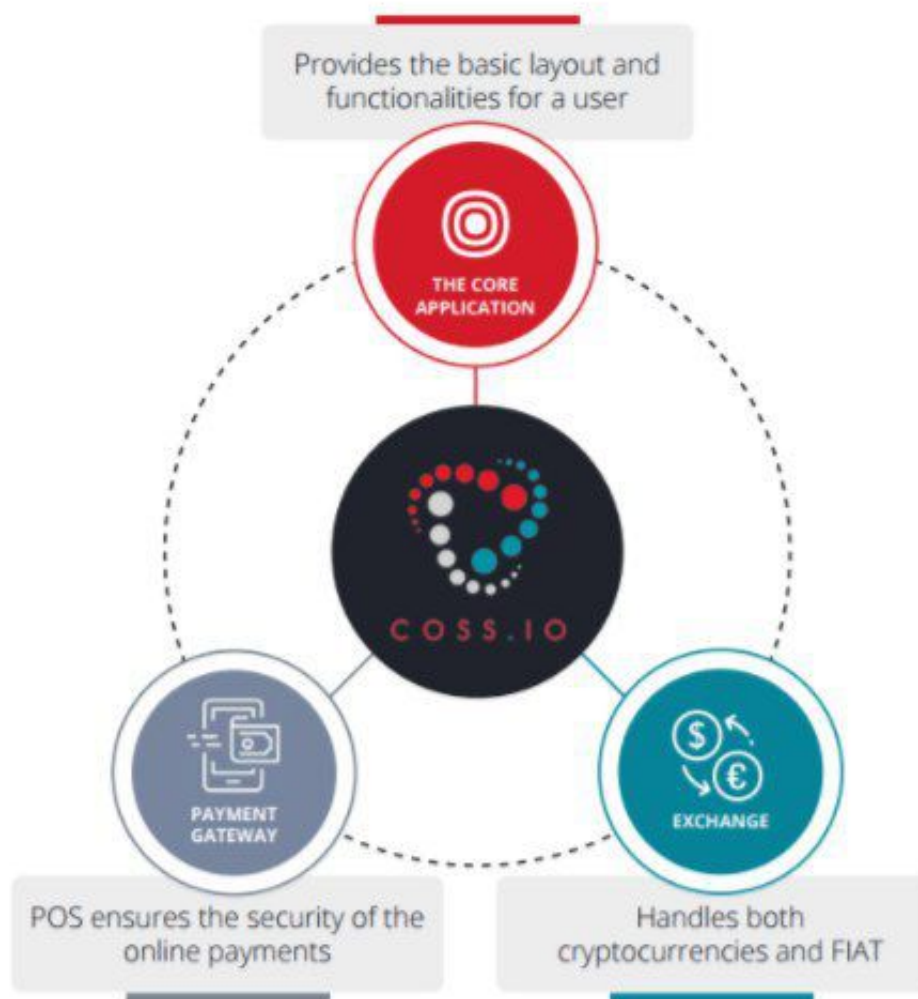 Provides the basic layout and
functionalities for a user
THE CORE
APPLICATION
COSS.IO
PAYMENT
GATEWAY
$
€
EXCHANGE
POS ensures the security of the
online payments
Handles both
cryptocurrencies and FIAT